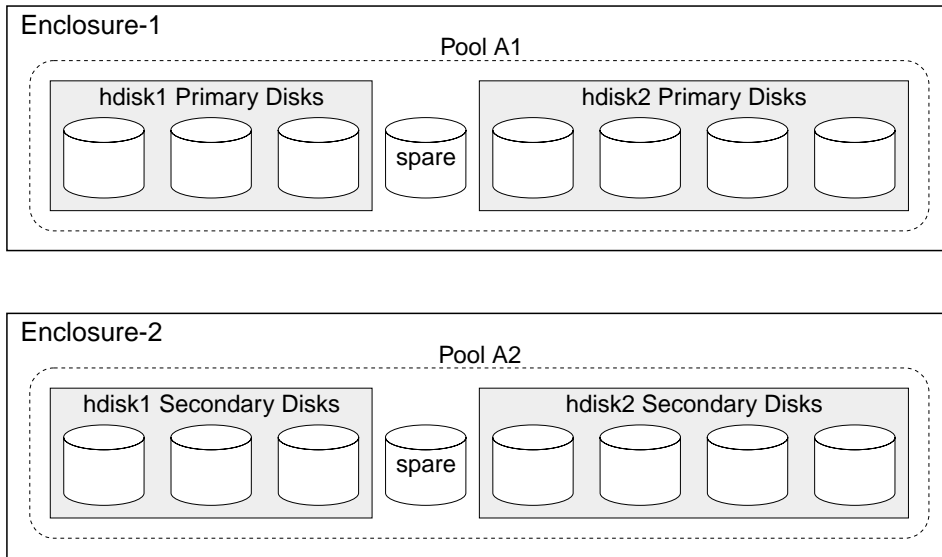 Enclosure-1
Pool A1
hdisk1 Primary Disks
hdisk2 Primary Disks
spare
Enclosure-2
Pool A2
hdisk1 Secondary Disks
hdisk2 Secondary Disks
spare